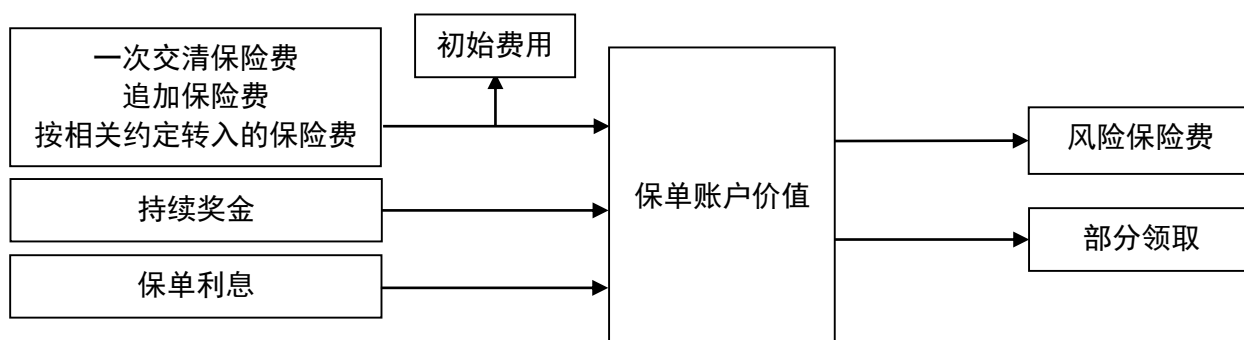 一次交清保险费
追加保险费
按相关约定转入的保险费
初始费用
持续奖金
保单利息
保单账户价值
风险保险费
部分领取